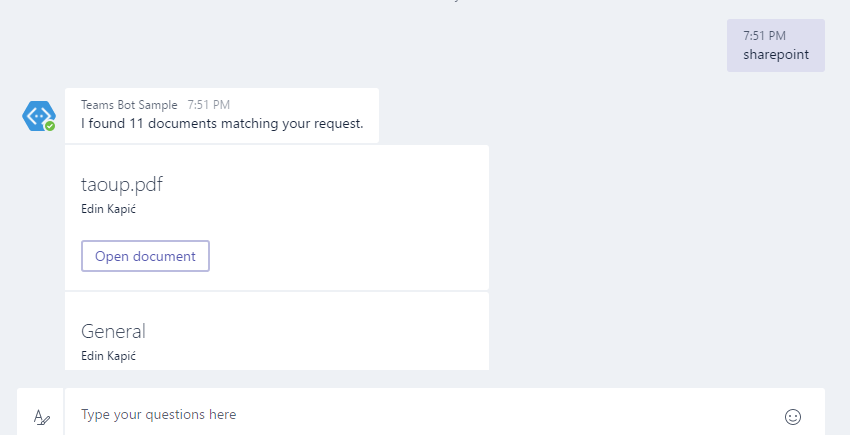 7:51 PM
sharepoint
Teams Bot Sample 7:51 PM
I found 11 documents matching your request.
taoup.pdf
Edin Kapić
Open document
General
Edin Kapić
Type your questions here